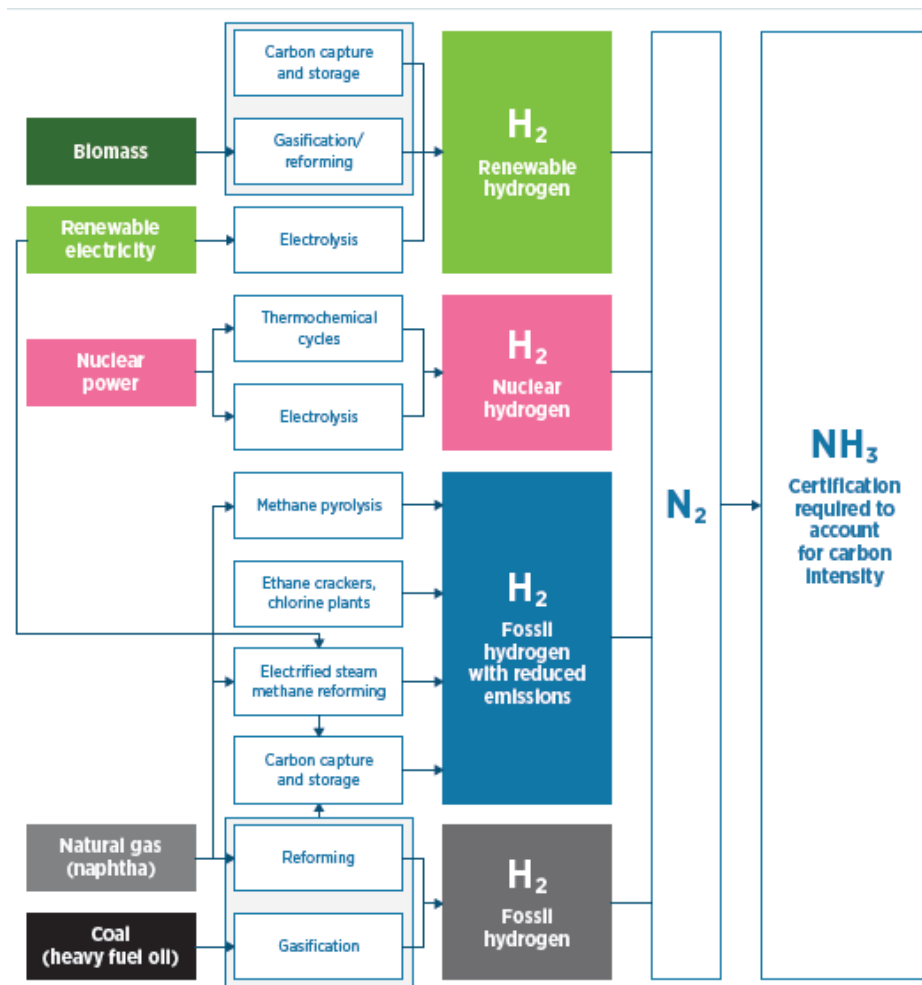 Carbon capture
and storage
Biomass
Gasification/
reforming
H₂
Renewable
hydrogen
Renewable
electricity
Electrolysis
Nuclear
power
Thermochemical
cycles
Electrolysis
H₂
Nuclear
hydrogen
Methane pyrolysis
Ethane crackers,
chlorine plants
Electrified steam
methane reforming
Carbon capture
and storage
H₂
Fossil
hydrogen
with reduced
emissions
Natural gas
(naphtha)
Reforming
Coal
(heavy fuel oil)
Gasification
H₂
Fossil
hydrogen
N₂
NH₃
Certification
required to
account
for carbon
intensity